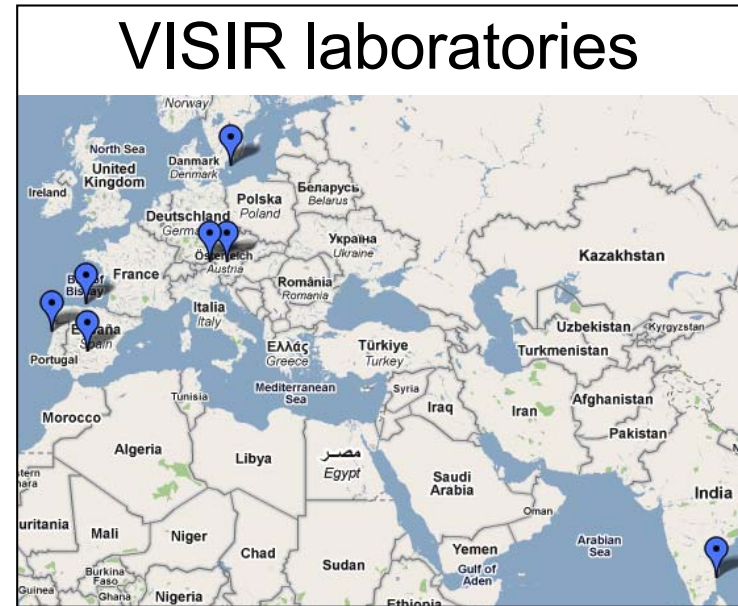 VISIR laboratories
Norway
North Sea
Danmark
Denmark
United
Kingdom
Ireland
Беларусь
Belarus
Polska
Poland
Deutschland
Österreich
Austria
Україна
Ukraine
Kazakhstan
France
Bay of
Biscay
România
Romania
Italia
Italy
Uzbekistan
Kyrgyzstan
Turkmenistan
España
Spain
Portugal
Ελλάς
Greece
Türkiye
Turkey
Mediterranean
Sea
Tunisia
Syria
Iraq
Iran
Afghanistan
Pakistan
Morocco
Algeria
Libya
مصر
Egypt
Saudi
Arabia
Oman
India
Mali
Niger
Chad
Sudan
Yemen
Gulf of
Aden
Arabian
Sea
Burkina
Faso
Guinea
Ghana
Nigeria
Ethiopia